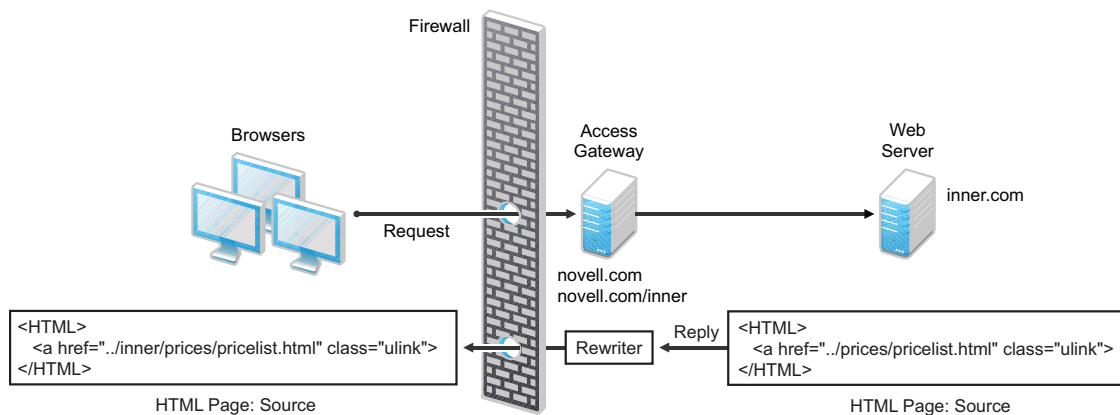 Firewall
Browsers
Access
Gateway
Web
Server
inner.com
Request
novell.com
novell.com/inner
<HTML>
<a href="../inner/prices/pricelist.html" class="ulink">
</HTML>
HTML Page: Source
Rewriter
Reply
<HTML>
<a href="../prices/pricelist.html" class="ulink">
</HTML>
HTML Page: Source